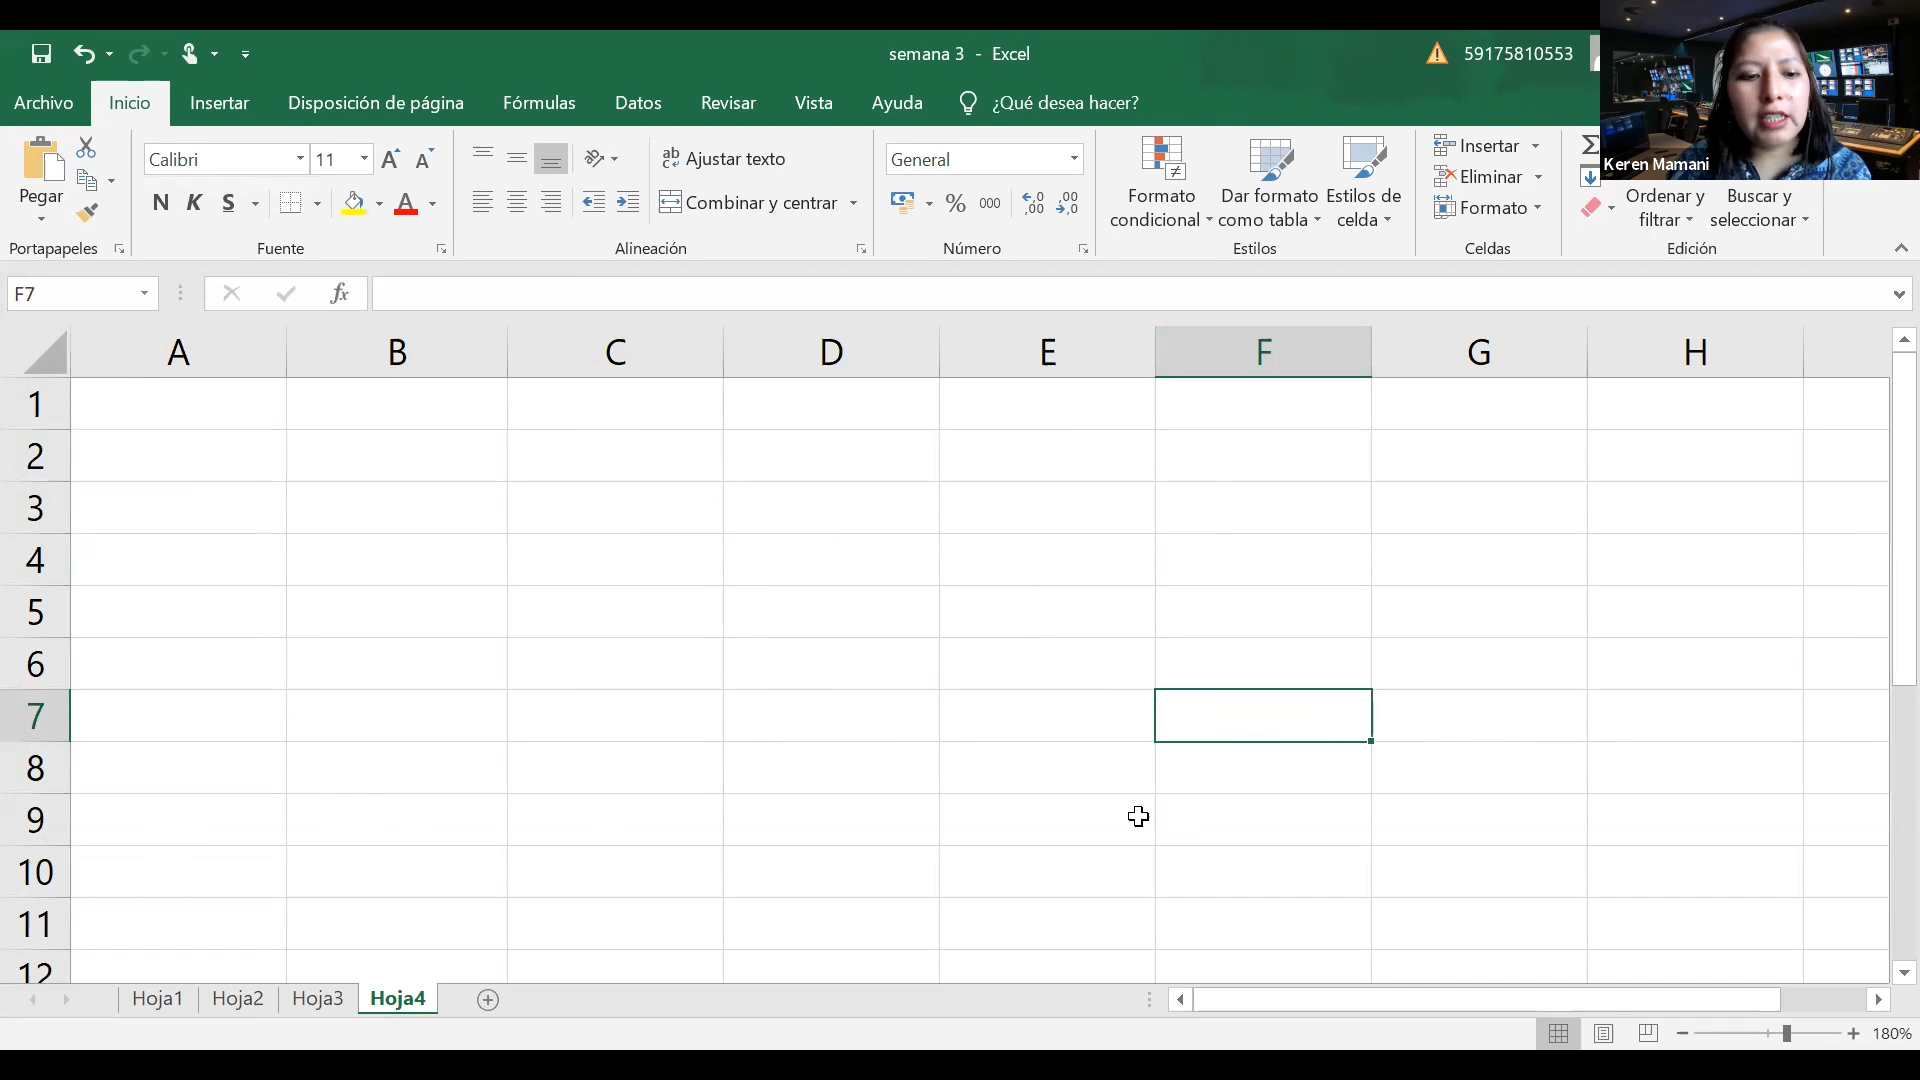 semana 3 - Excel
59175810553
Archivo Inicio Insertar Disposición de página Fórmulas Datos Revisar Vista Ayuda ¿Qué desea hacer?
Keren Mamani
Pegar
Calibri 11
N K S
Ajustar texto
Combinar y centrar
General
% 000
Formato condicional
Dar formato como tabla
Estilos de celda
Insertar
Eliminar
Formato
Σ
Ordenar y filtrar
Buscar y seleccionar
Portapapeles Fuente Alineación Número Estilos Celdas Edición
F7 fx
A B C D E F G H
1
2
3
4
5
6
7
8
9
10
11
12
Hoja1 Hoja2 Hoja3 Hoja4
180%